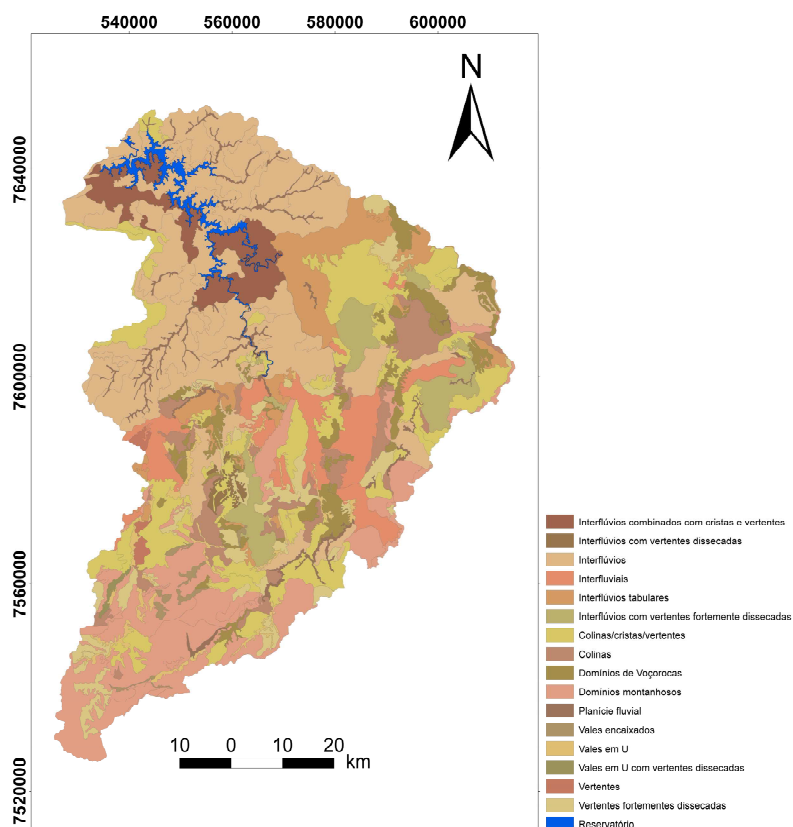 540000 560000 580000 600000
N
7640000
7600000
7560000
7520000
10 0 10 20
km
Interflúvios combinados com cristas e vertentes
Interflúvios com vertentes dissecadas
Interflúvios
Interfluviais
Interflúvios tabulares
Interflúvios com vertentes fortemente dissecadas
Colinas/cristas/vertentes
Colinas
Domínios de Voçorocas
Domínios montanhosos
Planície fluvial
Vales encaixados
Vales em U
Vales em U com vertentes dissecadas
Vertentes
Vertentes fortementes dissecadas
Reservatório